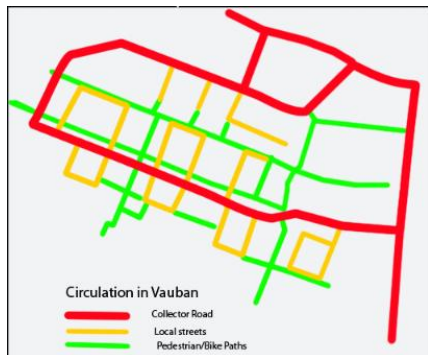 Circulation in Vauban
Collector Road
Local streets
Pedestrian/Bike Paths